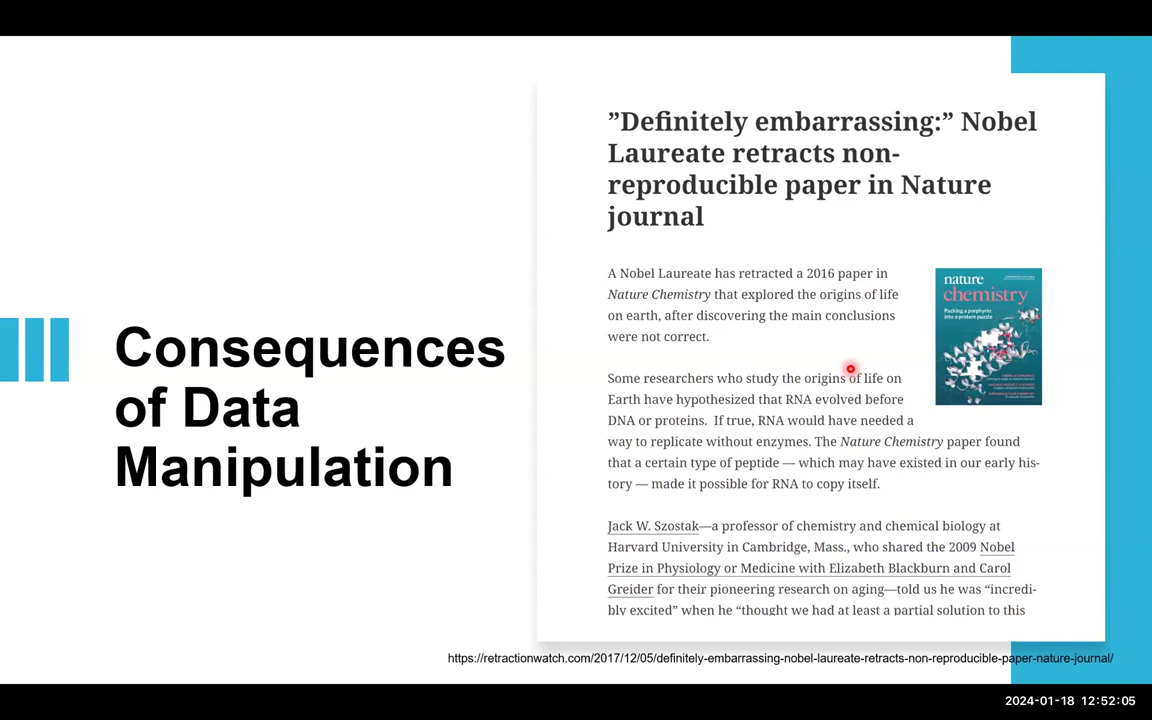 ”Definitely embarrassing:” Nobel
Laureate retracts non-
reproducible paper in Nature
journal
A Nobel Laureate has retracted a 2016 paper in
Nature Chemistry that explored the origins of life
on earth, after discovering the main conclusions
were not correct.
nature
chemistry
Packing a porphyrin
into a protein puzzle
Some researchers who study the origins of life on
Earth have hypothesized that RNA evolved before
DNA or proteins. If true, RNA would have needed a
way to replicate without enzymes. The Nature Chemistry paper found
that a certain type of peptide — which may have existed in our early his-
tory — made it possible for RNA to copy itself.
Jack W. Szostak—a professor of chemistry and chemical biology at
Harvard University in Cambridge, Mass., who shared the 2009 Nobel
Prize in Physiology or Medicine with Elizabeth Blackburn and Carol
Greider for their pioneering research on aging—told us he was “incredi-
bly excited” when he “thought we had at least a partial solution to this
Consequences
of Data
Manipulation
https://retractionwatch.com/2017/12/05/definitely-embarrassing-nobel-laureate-retracts-non-reproducible-paper-nature-journal/
2024-01-18 12:52:05